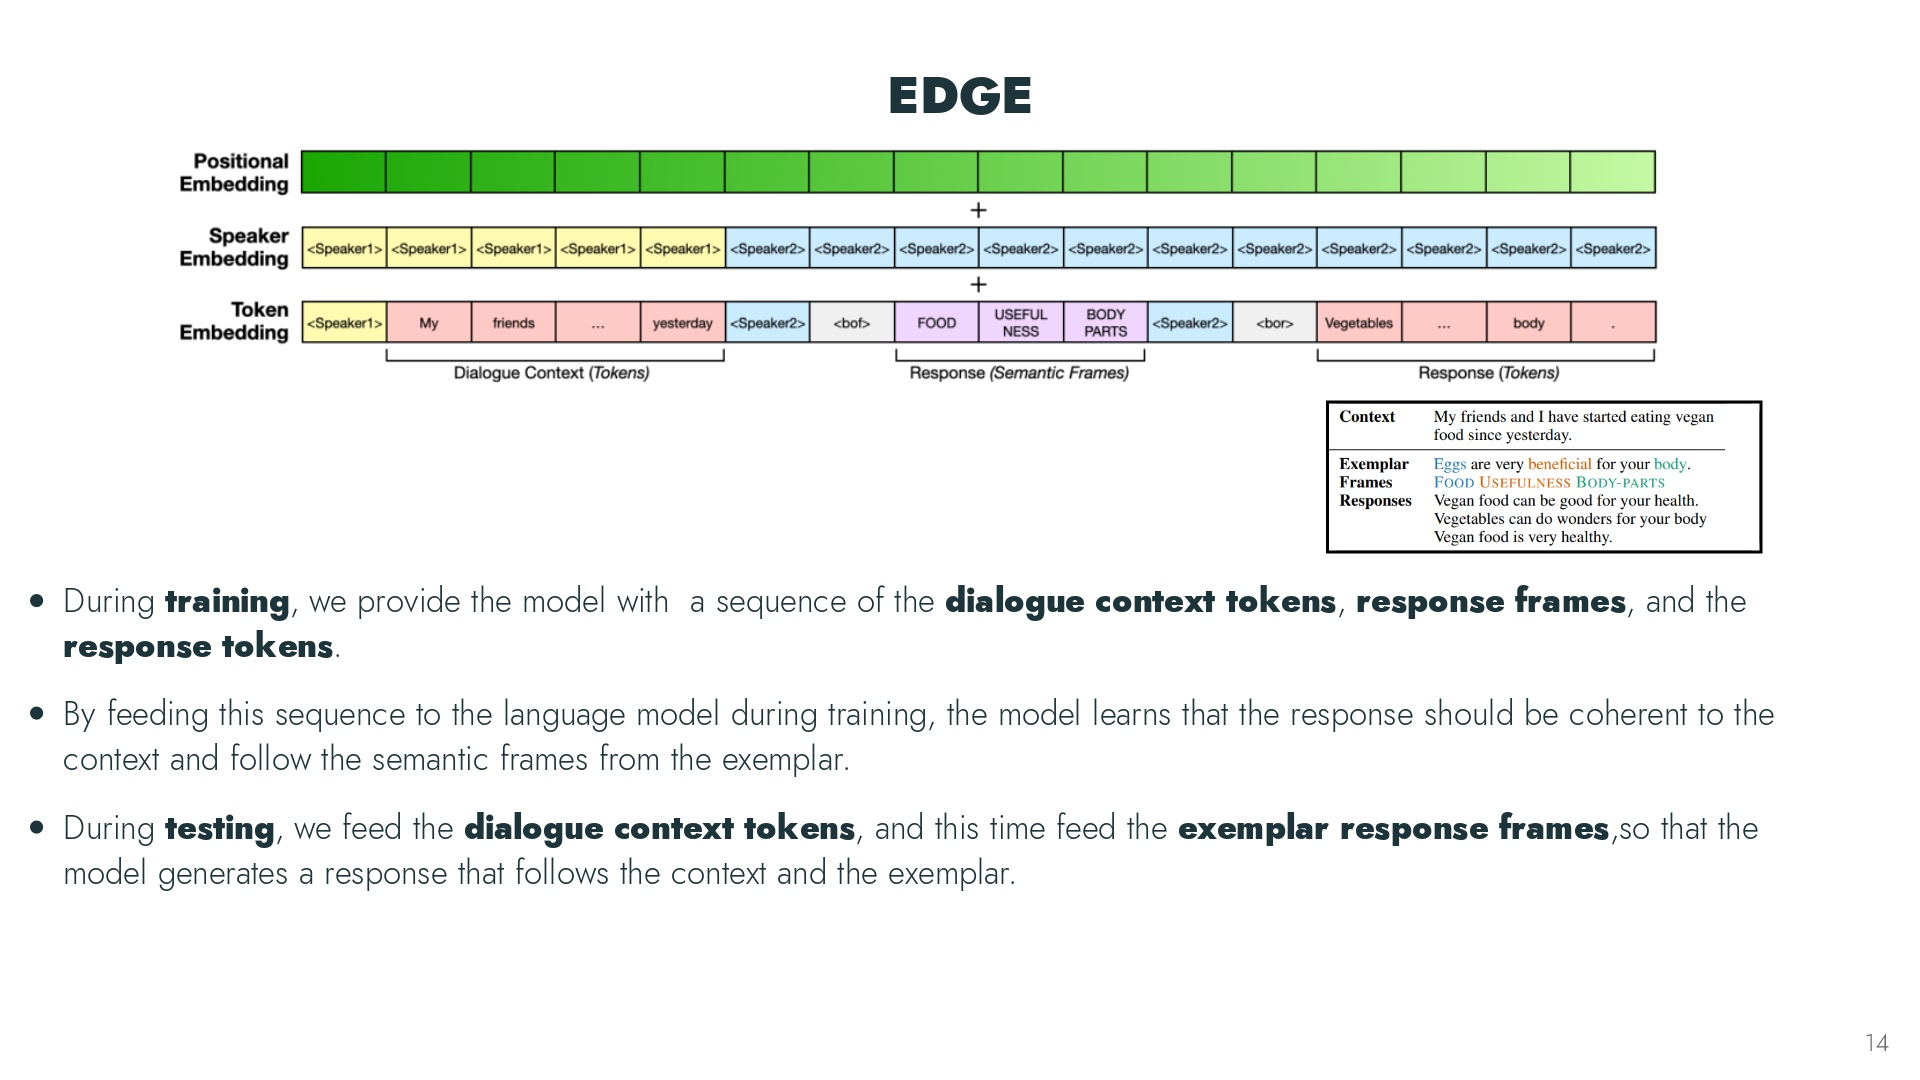 EDGE
Positional
Embedding
+
Speaker
Embedding
<Speaker1> <Speaker1> <Speaker1> <Speaker1> <Speaker1> <Speaker2> <Speaker2> <Speaker2> <Speaker2> <Speaker2> <Speaker2> <Speaker2> <Speaker2> <Speaker2> <Speaker2> <Speaker2>
+
Token
Embedding
<Speaker1> My friends ... yesterday <Speaker2> <bof> FOOD USEFUL NESS BODY PARTS <Speaker2> <bor> Vegetables ... body .
Dialogue Context (Tokens) Response (Semantic Frames) Response (Tokens)
Context My friends and I have started eating vegan
food since yesterday.
Exemplar Eggs are very beneficial for your body.
Frames FOOD USEFULNESS BODY-PARTS
Responses Vegan food can be good for your health.
Vegetables can do wonders for your body
Vegan food is very healthy.
• During training, we provide the model with a sequence of the dialogue context tokens, response frames, and the
response tokens.
• By feeding this sequence to the language model during training, the model learns that the response should be coherent to the
context and follow the semantic frames from the exemplar.
• During testing, we feed the dialogue context tokens, and this time feed the exemplar response frames,so that the
model generates a response that follows the context and the exemplar.
14